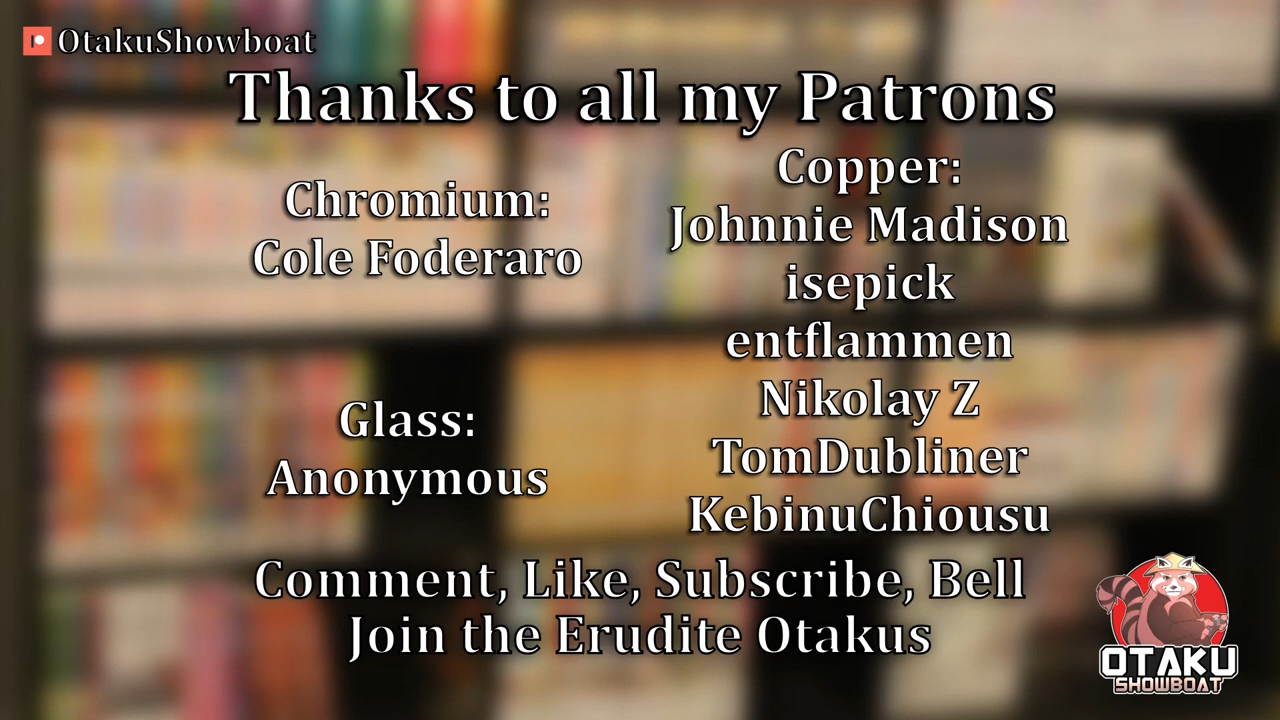 OtakuShowboat
Thanks to all my Patrons
Chromium:
Cole Foderaro
Glass:
Anonymous
Copper:
Johnnie Madison
isepick
entflammen
Nikolay Z
TomDubliner
KebinuChiousu
Comment, Like, Subscribe, Bell
Join the Erudite Otakus
OTAKU
SHOWBOAT